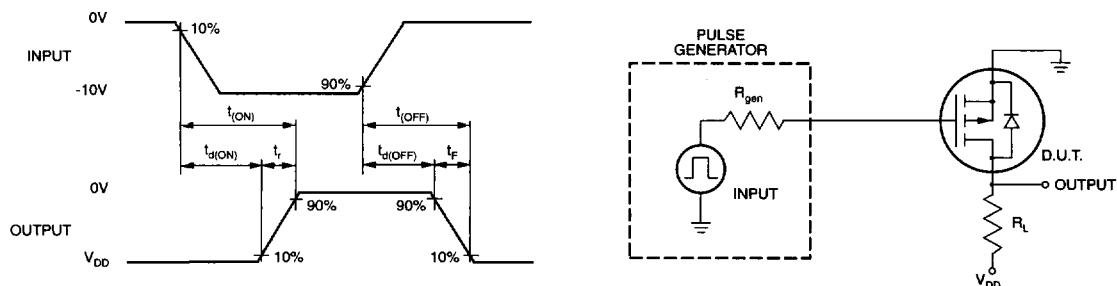 0V
10%
INPUT
90%
-10V
t(ON)
t(OFF)
td(ON)
tr
td(OFF)
tF
0V
90%
90%
OUTPUT
VDD
10%
10%
PULSE
GENERATOR
Rgen
INPUT
D.U.T.
OUTPUT
RL
VDD